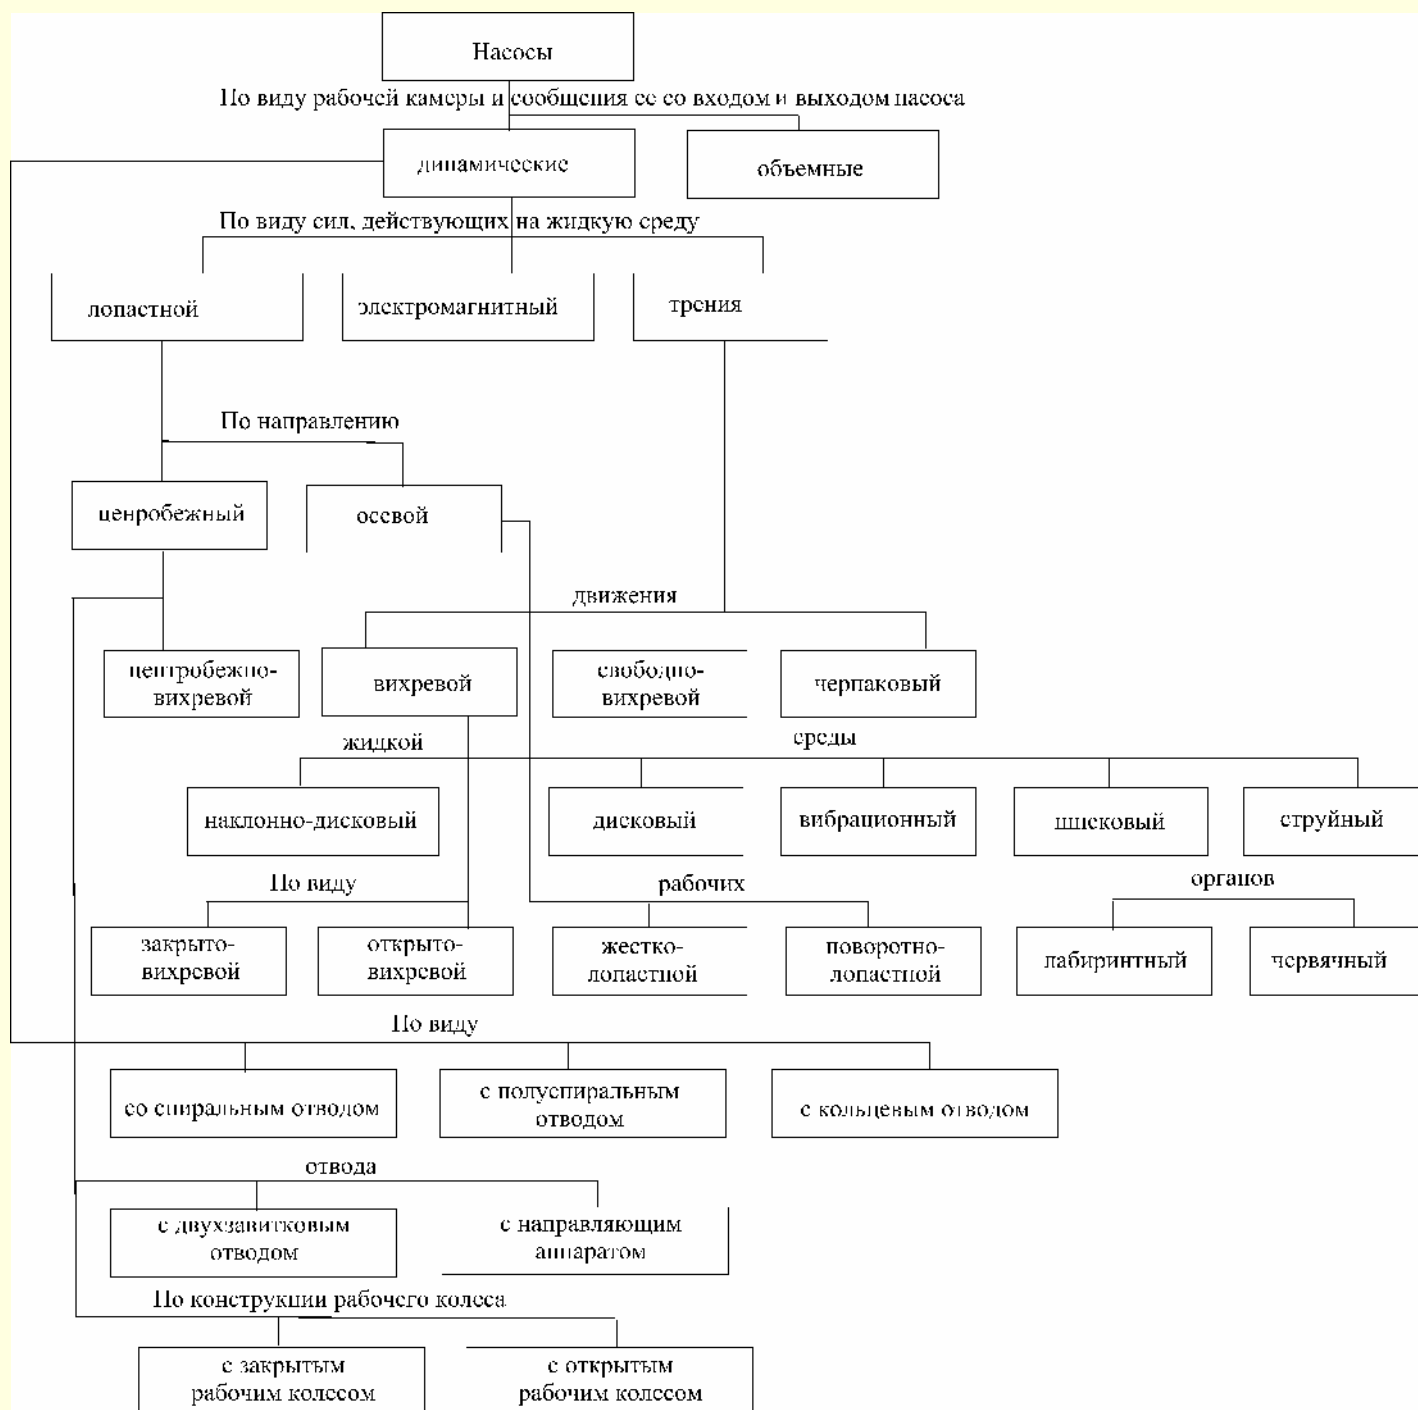 Насосы
По виду рабочей камеры и сообщения ее со входом и выходом насоса
динамические
объемные
По виду сил, действующих на жидкую среду
лопастной
электромагнитный
трения
По направлению
ценробежный
осевой
движения
центробежно-
вихревой
вихревой
свободно-
вихревой
черпаковый
жидкой
среды
наклонно-дисковый
дисковый
вибрационный
шнековый
струйный
По виду
рабочих
органов
закрыто-
вихревой
открыто-
вихревой
жестко-
лопастной
поворотно-
лопастной
лабиринтный
червячный
По виду
со спиральным отводом
с полуспиральным
отводом
с кольцевым отводом
отвода
с двухзавитковым
отводом
с направляющим
аппаратом
По конструкции рабочего колеса
с закрытым
рабочим колесом
с открытым
рабочим колесом